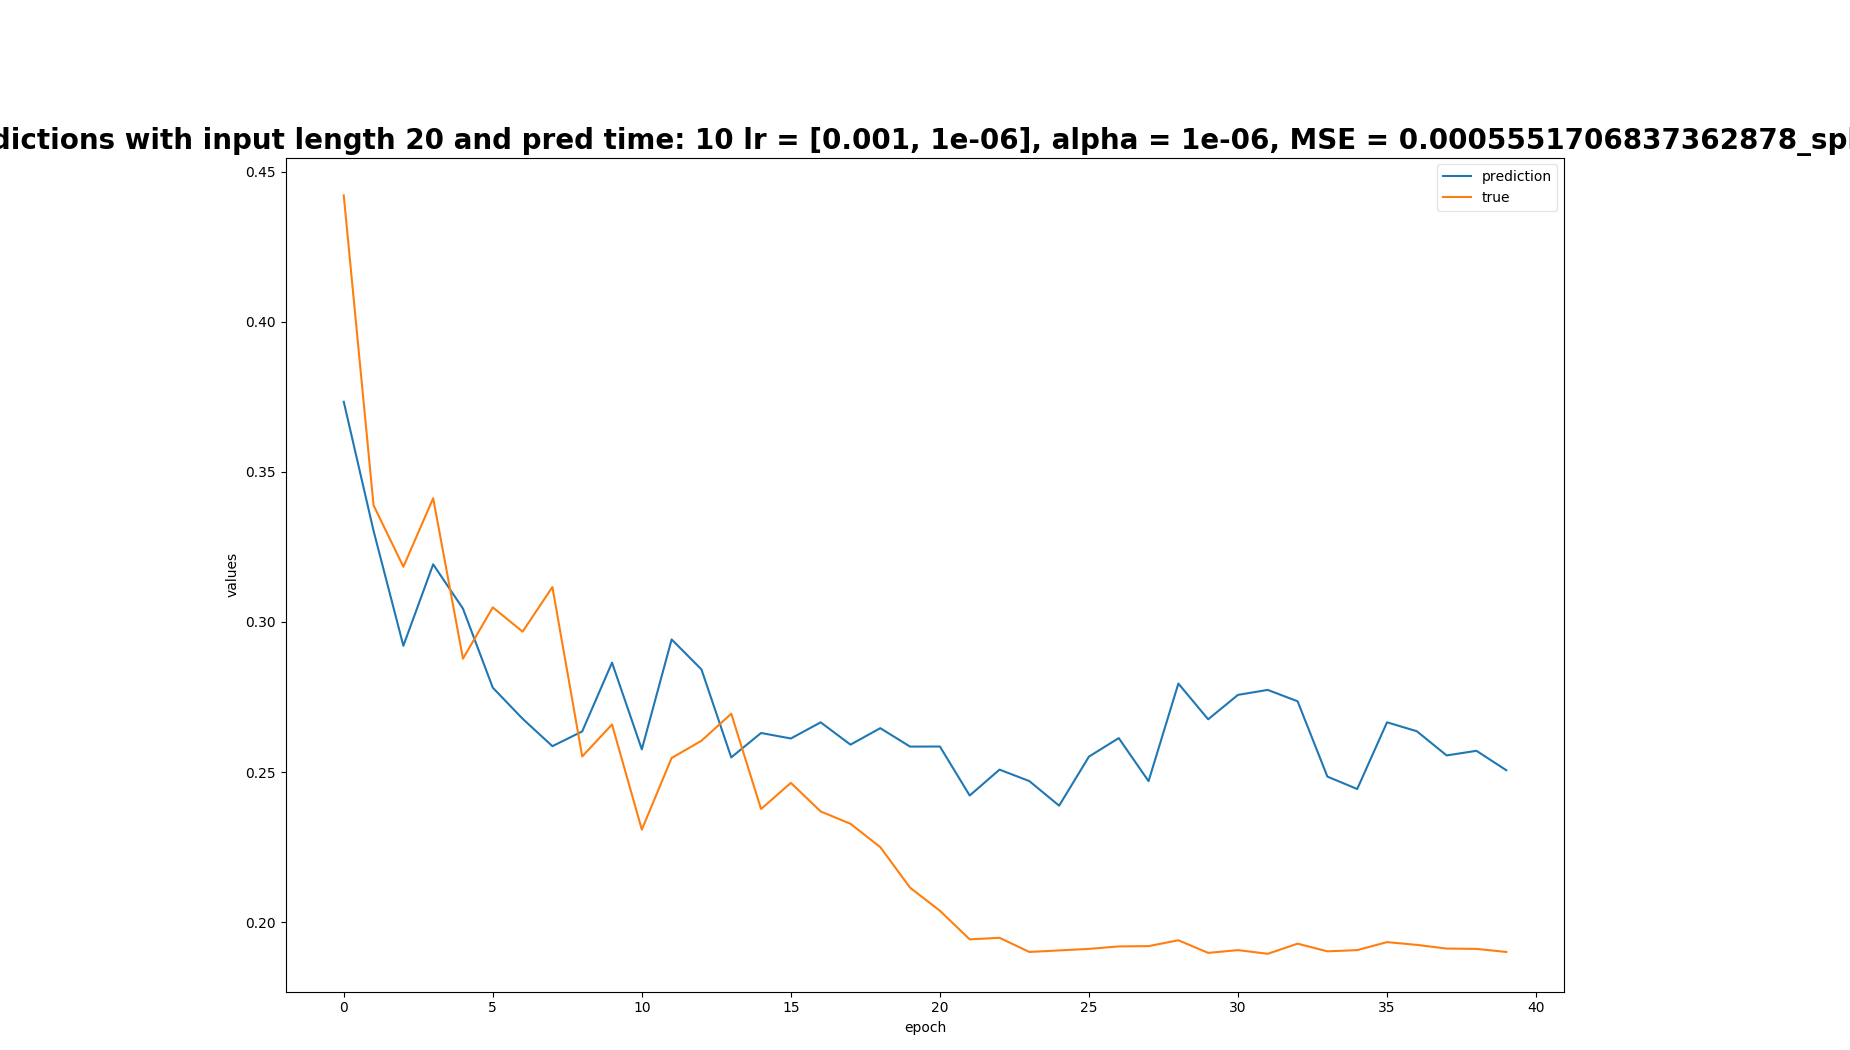 dictions with input length 20 and pred time: 10 lr = [0.001, 1e-06], alpha = 1e-06, MSE = 0.0005551706837362878_spl
prediction
true
0.45
0.40
0.35
0.30
0.25
0.20
values
0 5 10 15 20 25 30 35 40
epoch